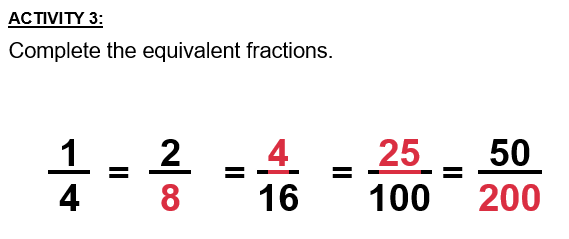 ACTIVITY 3:
Complete the equivalent fractions.
1/4 = 2/8 = 4/16 = 25/100 = 50/200